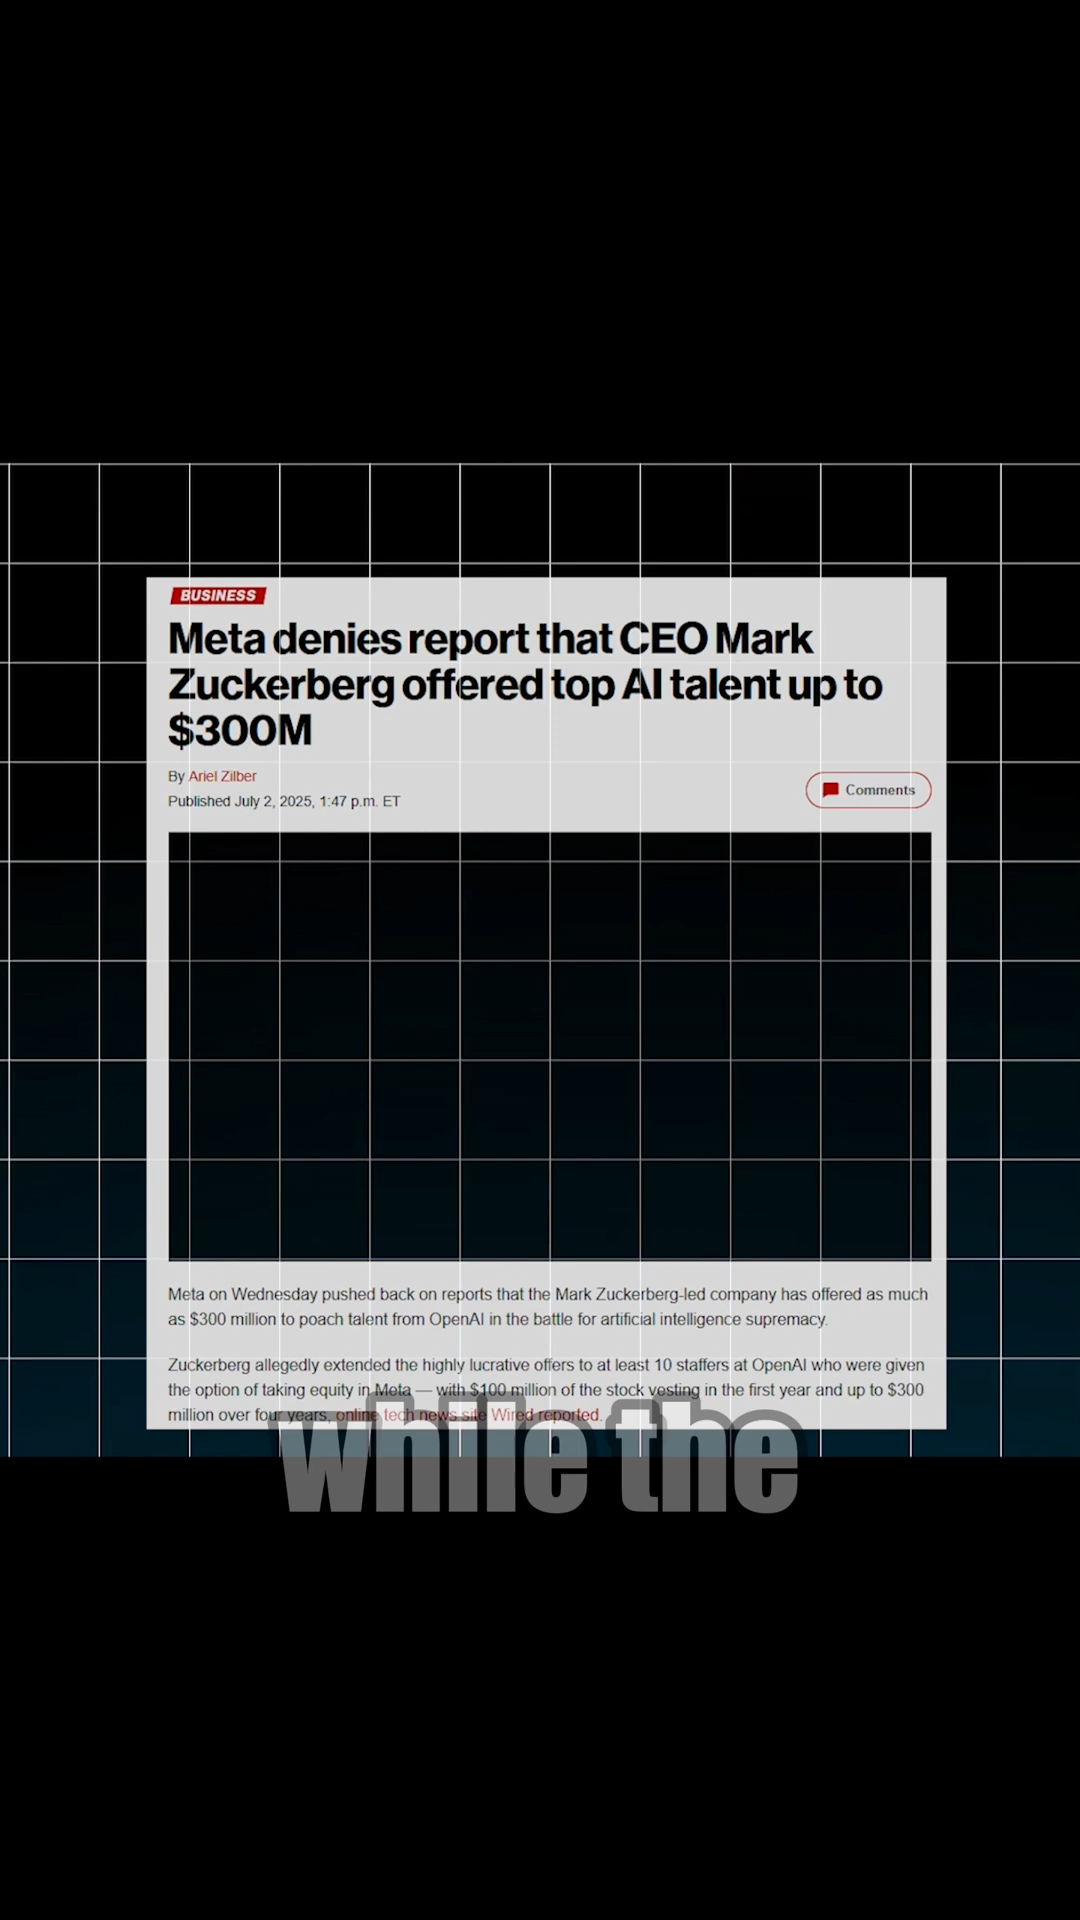 BUSINESS
Meta denies report that CEO Mark
Zuckerberg offered top AI talent up to
$300M
By Ariel Zilber
Published July 2, 2025, 1:47 p.m. ET
Comments
Meta on Wednesday pushed back on reports that the Mark Zuckerberg-led company has offered as much
as $300 million to poach talent from OpenAI in the battle for artificial intelligence supremacy.
Zuckerberg allegedly extended the highly lucrative offers to at least 10 staffers at OpenAI who were given
the option of taking equity in Meta — with $100 million of the stock vesting in the first year and up to $300
million over four years, online tech news site Wired reported.
while the